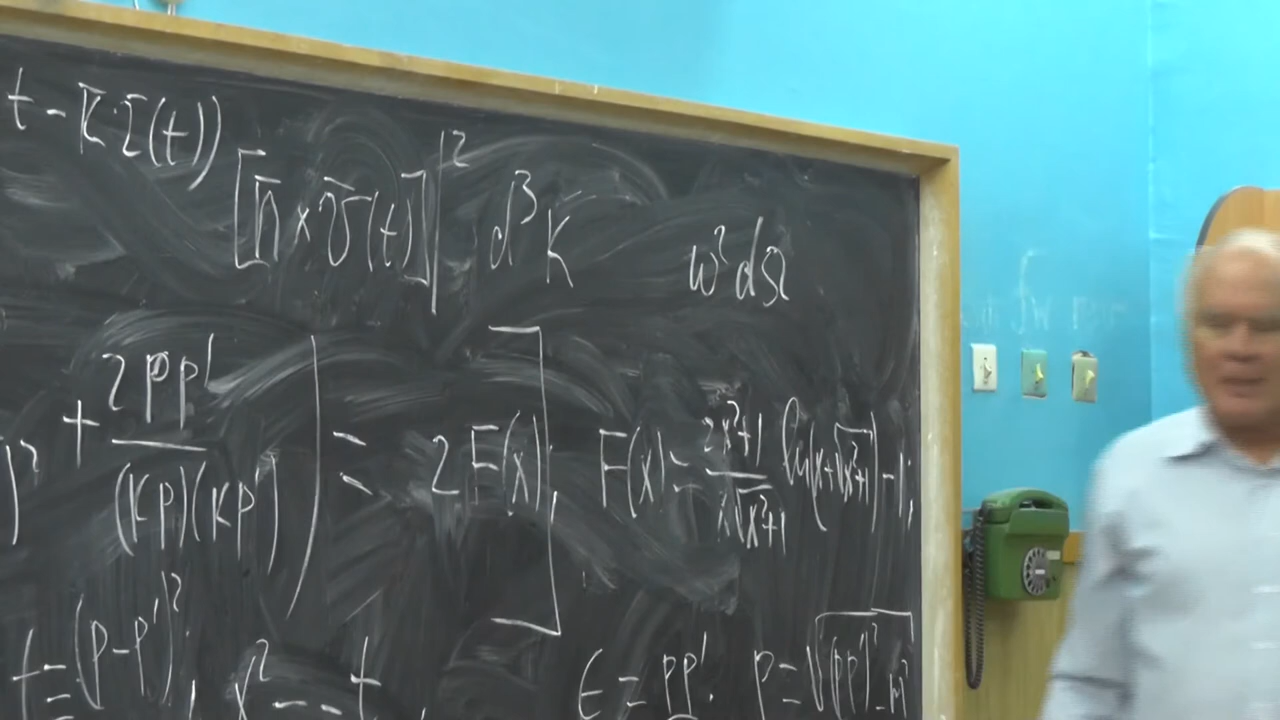 t - k̄·r̄(t))
[n̄ × v̄(t)]|² d³k ω² dΩ
)² + 2pp'/(kp)(kp') ) = 2F(x)], F(x) = (2x²+1)/(x√(x²+1)) ln(x+√(x²+1)) - 1;
t = (p-p')², x² = - t
ϵ = pp' . p = √((pp')² - m